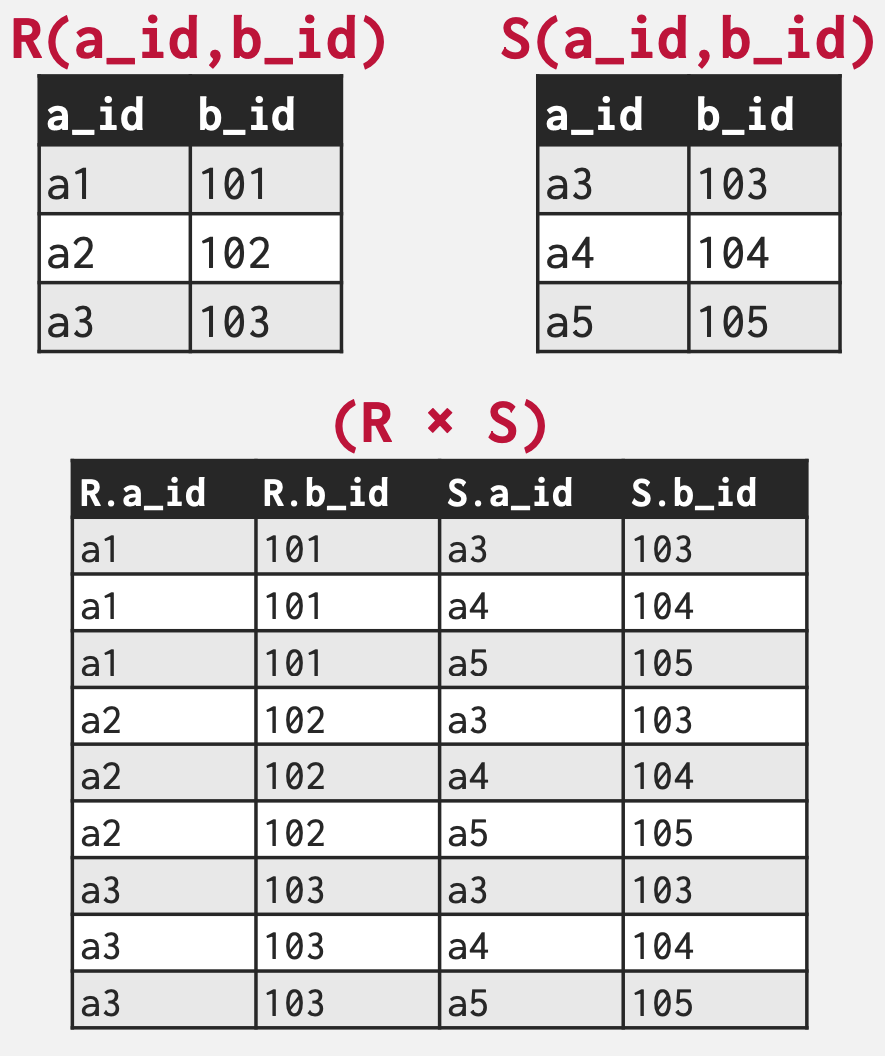 R(a_id,b_id) S(a_id,b_id)
a_id b_id a_id b_id
a1 101 a3 103
a2 102 a4 104
a3 103 a5 105
(R × S)
R.a_id R.b_id S.a_id S.b_id
a1 101 a3 103
a1 101 a4 104
a1 101 a5 105
a2 102 a3 103
a2 102 a4 104
a2 102 a5 105
a3 103 a3 103
a3 103 a4 104
a3 103 a5 105